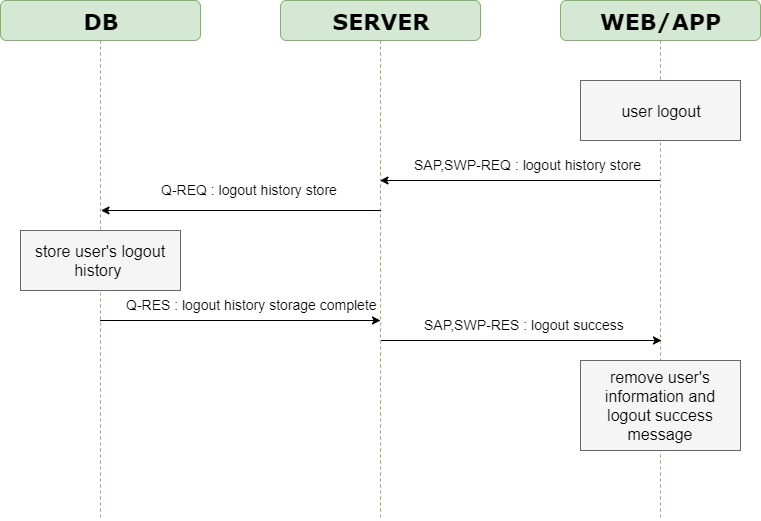 DB
SERVER
WEB/APP
user logout
SAP,SWP-REQ : logout history store
Q-REQ : logout history store
store user's logout
history
Q-RES : logout history storage complete
SAP,SWP-RES : logout success
remove user's
information and
logout success
message